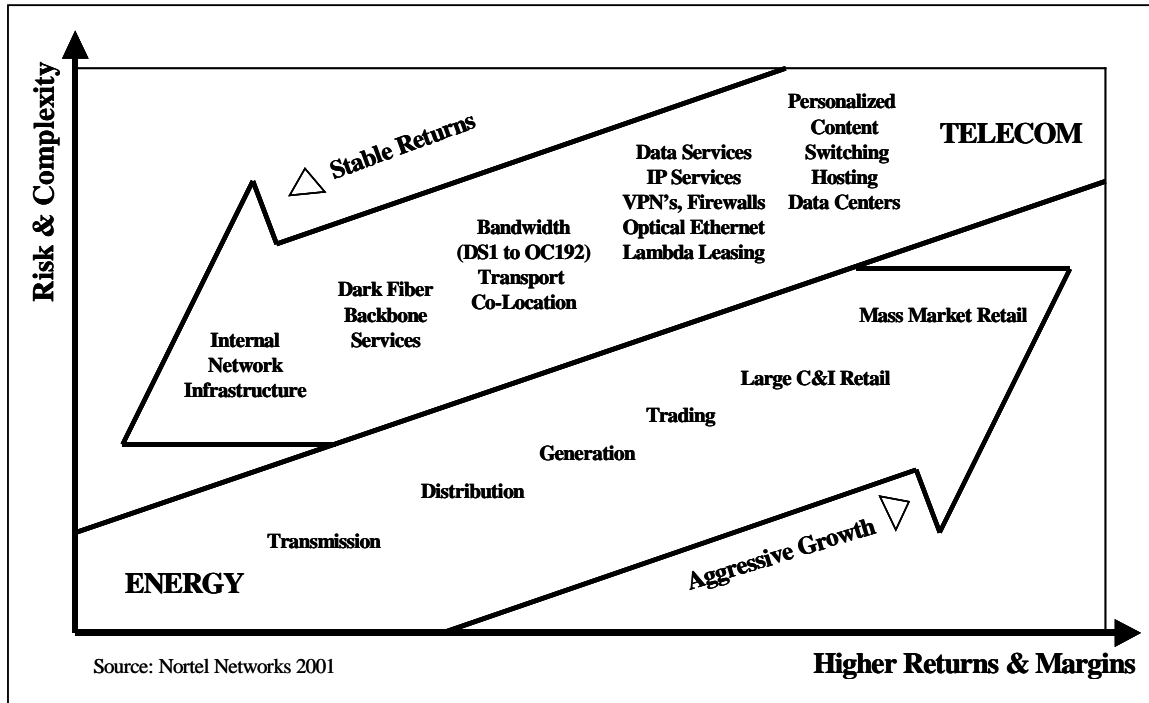 Risk & Complexity
Stable Returns
TELECOM
Personalized
Content
Switching
Hosting
Data Centers
Data Services
IP Services
VPN's, Firewalls
Optical Ethernet
Lambda Leasing
Bandwidth
(DS1 to OC192)
Transport
Co-Location
Dark Fiber
Backbone
Services
Internal
Network
Infrastructure
Mass Market Retail
Large C&I Retail
Trading
Generation
Distribution
Transmission
ENERGY
Aggressive Growth
Higher Returns & Margins
Source: Nortel Networks 2001